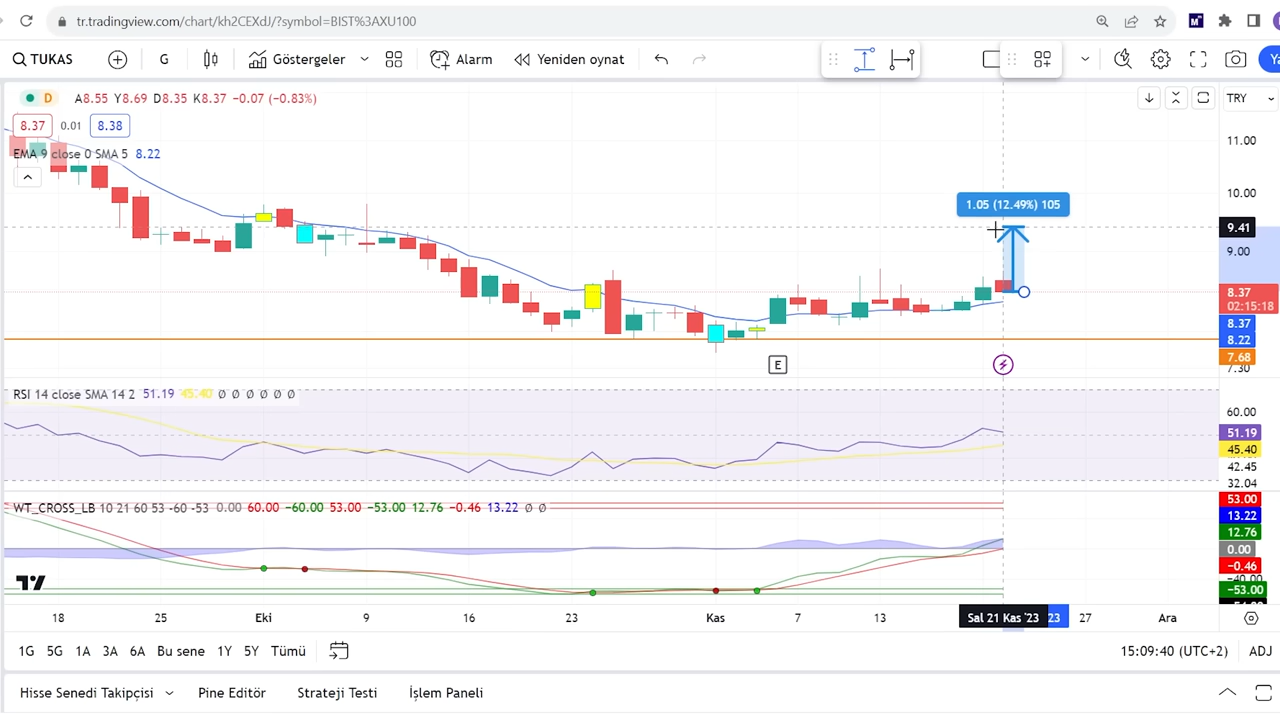 tr.tradingview.com/chart/kh2CEXdJ/?symbol=BIST%3AXU100
TUKAS G Göstergeler Alarm Yeniden oynat
D A8.55 Y8.69 D8.35 K8.37 −0.07 (−0.83%)
TRY
8.37 0.01 8.38
EMA 9 close 0 SMA 5 8.22
11.00
10.00
1.05 (12.49%) 105
9.41
9.00
8.37
02:15:18
8.37
8.22
7.68
7.30
E
RSI 14 close SMA 14 2 51.19 45.40 Ø Ø Ø Ø Ø Ø
60.00
51.19
45.40
42.45
32.04
WT_CROSS_LB 10 21 60 53 -60 -53 0.00 60.00 −60.00 53.00 −53.00 12.76 −0.46 13.22 Ø Ø
53.00
13.22
12.76
0.00
−0.46
−40.00
−53.00
18 25 Eki 9 16 23 Kas 7 13 Sal 21 Kas '23 23 27 Ara
1G 5G 1A 3A 6A Bu sene 1Y 5Y Tümü
15:09:40 (UTC+2) ADJ
Hisse Senedi Takipçisi Pine Editör Strateji Testi İşlem Paneli